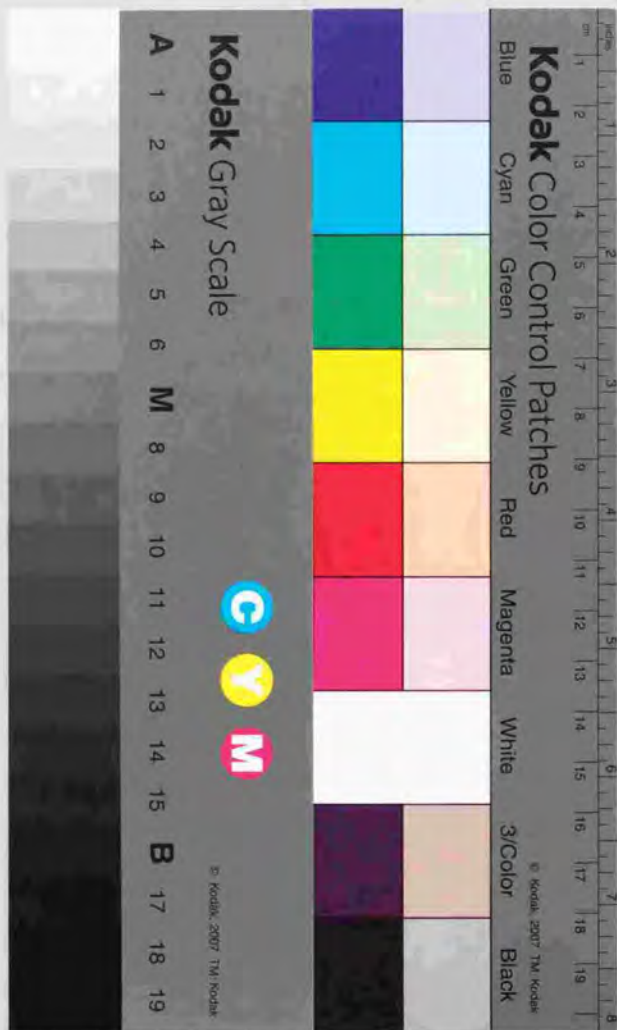 Kodak Color Control Patches
inches
cm
1 2 3 4 5 6 7 8
1 2 3 4 5 6 7 8 9 10 11 12 13 14 15 16 17 18 19
© Kodak, 2007 TM: Kodak
Blue Cyan Green Yellow Red Magenta White 3/Color Black
Kodak Gray Scale
C Y M
© Kodak, 2007 TM: Kodak
A 1 2 3 4 5 6 M 8 9 10 11 12 13 14 15 B 17 18 19